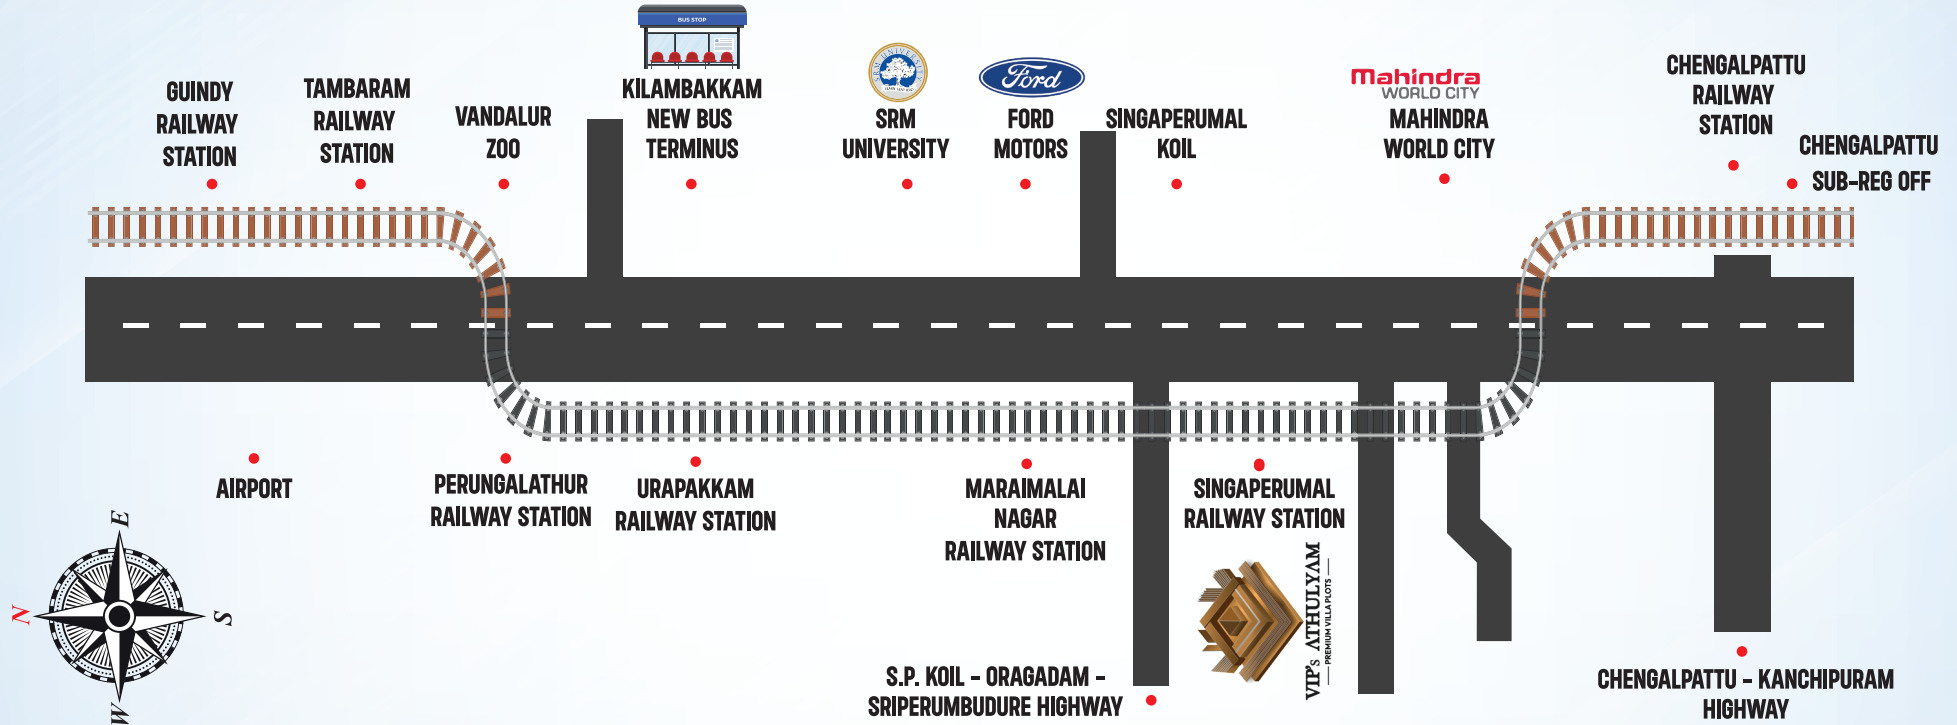 BUS STOP
GUINDY
RAILWAY
STATION
TAMBARAM
RAILWAY
STATION
VANDALUR
ZOO
KILAMBAKKAM
NEW BUS
TERMINUS
SRM UNIVERSITY
SRM
UNIVERSITY
Ford
FORD
MOTORS
SINGAPERUMAL
KOIL
Mahindra
WORLD CITY
MAHINDRA
WORLD CITY
CHENGALPATTU
RAILWAY
STATION
CHENGALPATTU
SUB-REG OFF
AIRPORT
PERUNGALATHUR
RAILWAY STATION
URAPAKKAM
RAILWAY STATION
MARAIMALAI
NAGAR
RAILWAY STATION
SINGAPERUMAL
RAILWAY STATION
VIP's ATHULYAM
PREMIUM VILLA PLOTS
S.P. KOIL - ORAGADAM -
SRIPERUMBUDURE HIGHWAY
CHENGALPATTU - KANCHIPURAM
HIGHWAY
E
N
S
W